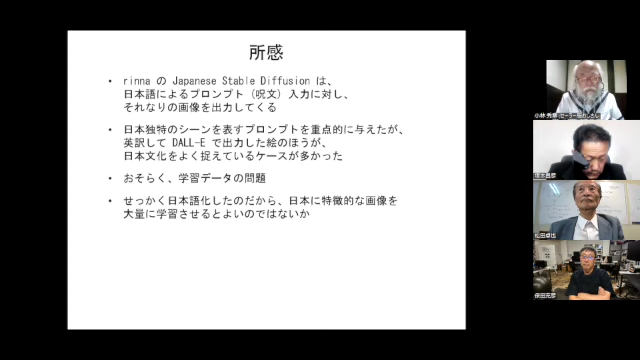 所感
• rinna の Japanese Stable Diffusion は、
日本語によるプロンプト (呪文) 入力に対し、
それなりの画像を出力してくる
• 日本独特のシーンを表すプロンプトを重点的に与えたが、
英訳して DALL-E で出力した絵のほうが、
日本文化をよく捉えているケースが多かった
• おそらく、学習データの問題
• せっかく日本語化したのだから、日本に特徴的な画像を
大量に学習させるとよいのではないか
松田卓也
保田充彦